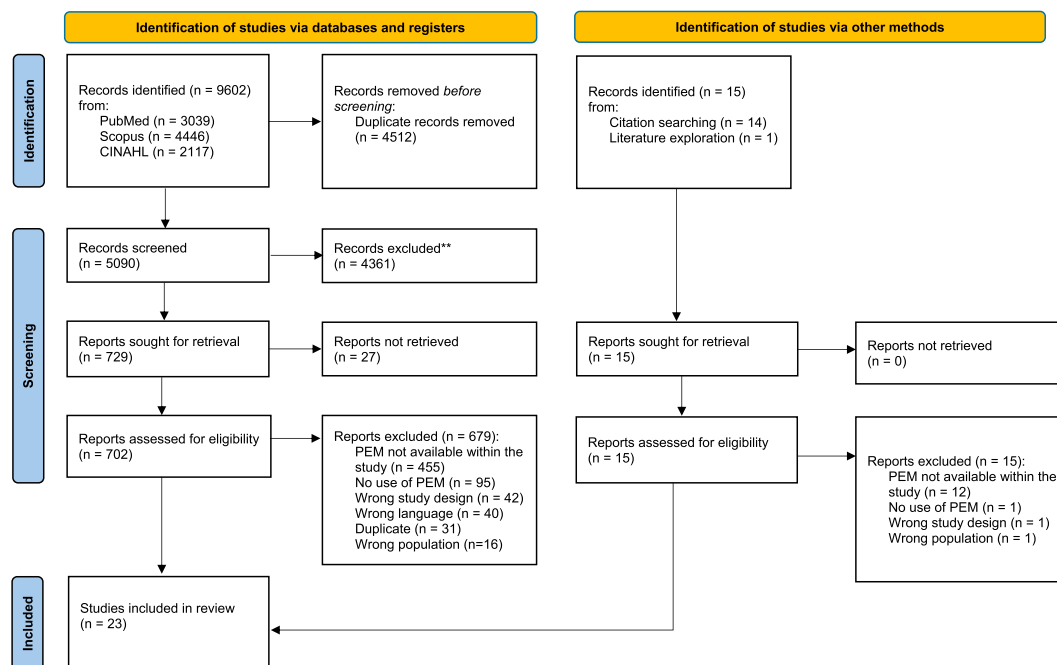 Identification of studies via databases and registers
Identification of studies via other methods
Identification
Records identified (n = 9602)
from:
PubMed (n = 3039)
Scopus (n = 4446)
CINAHL (n = 2117)
Records removed before
screening:
Duplicate records removed
(n = 4512)
Records identified (n = 15)
from:
Citation searching (n = 14)
Literature exploration (n = 1)
Screening
Records screened
(n = 5090)
Records excluded**
(n = 4361)
Reports sought for retrieval
(n = 729)
Reports not retrieved
(n = 27)
Reports sought for retrieval
(n = 15)
Reports not retrieved
(n = 0)
Reports assessed for eligibility
(n = 702)
Reports excluded (n = 679):
PEM not available within the
study (n = 455)
No use of PEM (n = 95)
Wrong study design (n = 42)
Wrong language (n = 40)
Duplicate (n = 31)
Wrong population (n=16)
Reports assessed for eligibility
(n = 15)
Reports excluded (n = 15):
PEM not available within the
study (n = 12)
No use of PEM (n = 1)
Wrong study design (n = 1)
Wrong population (n = 1)
Included
Studies included in review
(n = 23)